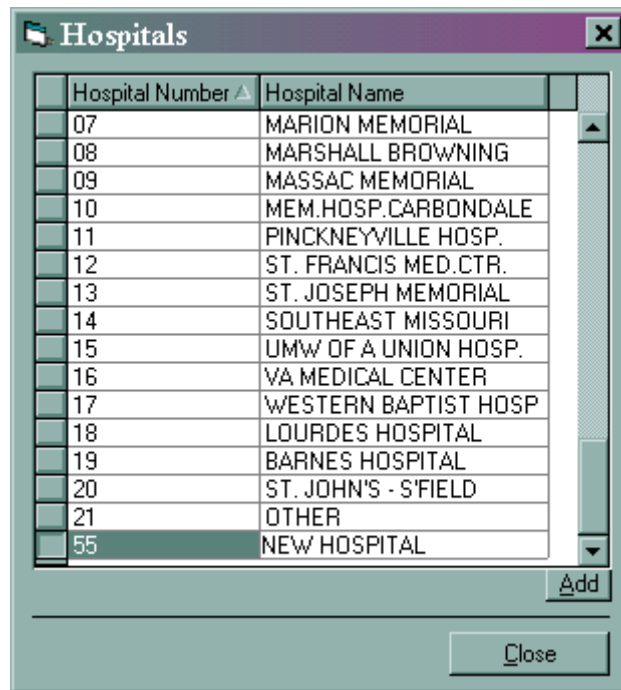 Hospitals
Hospital Number Hospital Name
07 MARION MEMORIAL
08 MARSHALL BROWNING
09 MASSAC MEMORIAL
10 MEM.HOSP.CARBONDALE
11 PINCKNEYVILLE HOSP.
12 ST. FRANCIS MED.CTR.
13 ST. JOSEPH MEMORIAL
14 SOUTHEAST MISSOURI
15 UMW OF A UNION HOSP.
16 VA MEDICAL CENTER
17 WESTERN BAPTIST HOSP
18 LOURDES HOSPITAL
19 BARNES HOSPITAL
20 ST. JOHN'S - S'FIELD
21 OTHER
55 NEW HOSPITAL
Add
Close